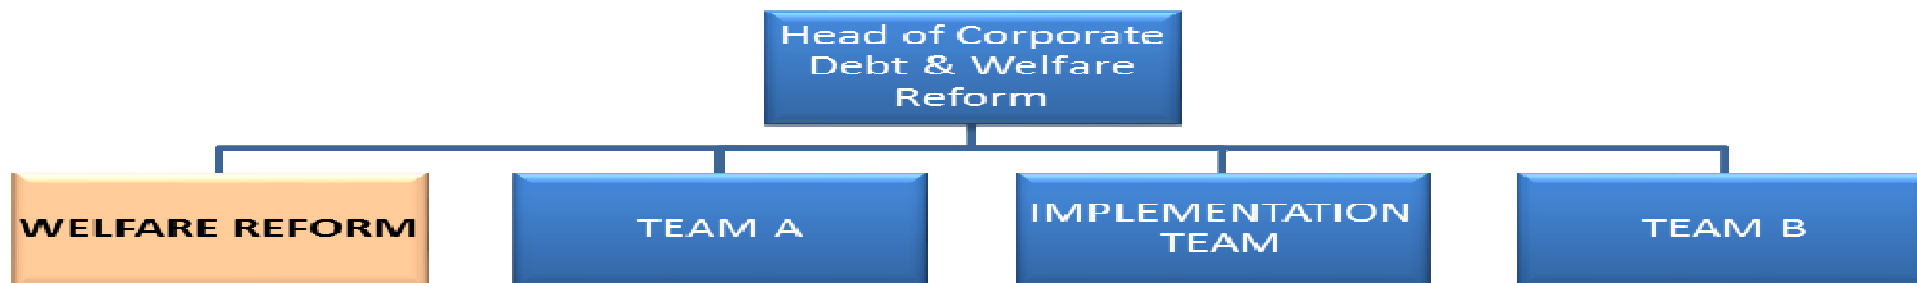 Head of Corporate
Debt & Welfare
Reform
WELFARE REFORM
TEAM A
IMPLEMENTATION
TEAM
TEAM B